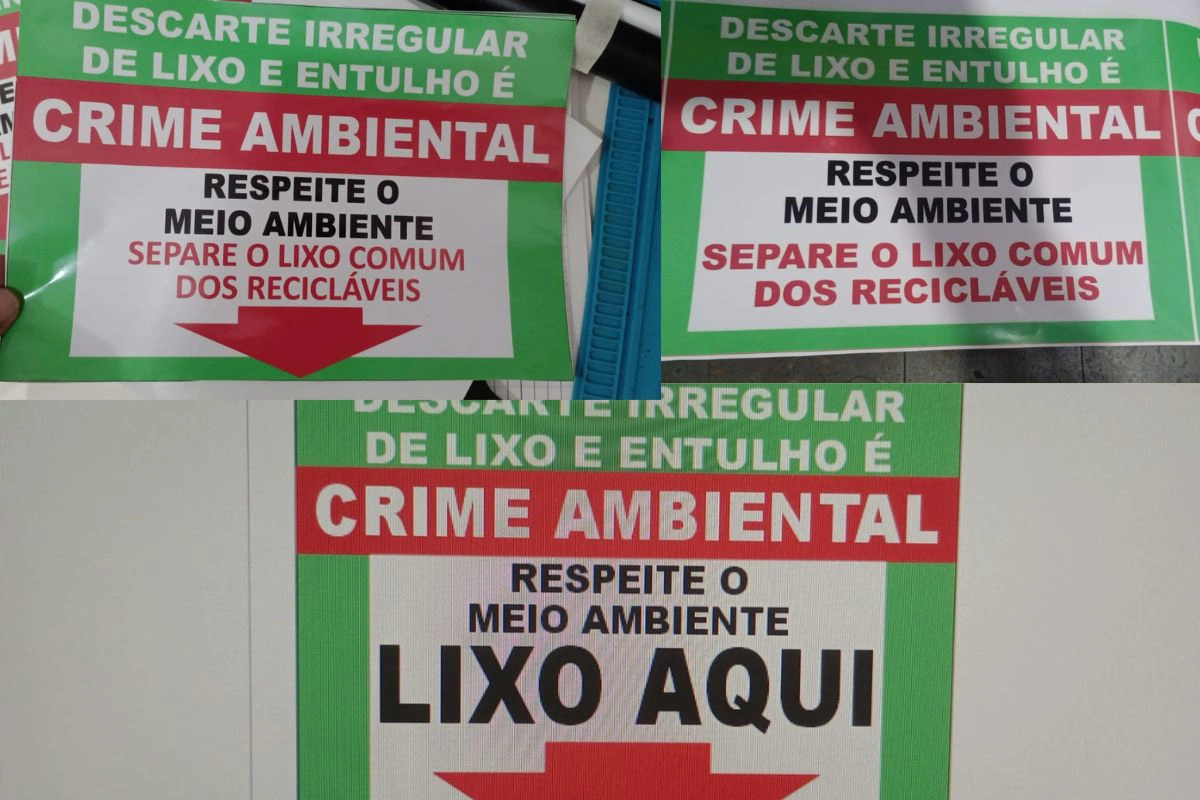 DESCARTE IRREGULAR
DE LIXO E ENTULHO É
CRIME AMBIENTAL
RESPEITE O
MEIO AMBIENTE
SEPARE O LIXO COMUM
DOS RECICLÁVEIS
DESCARTE IRREGULAR
DE LIXO E ENTULHO É
CRIME AMBIENTAL
RESPEITE O
MEIO AMBIENTE
SEPARE O LIXO COMUM
DOS RECICLÁVEIS
DESCARTE IRREGULAR
DE LIXO E ENTULHO É
CRIME AMBIENTAL
RESPEITE O
MEIO AMBIENTE
LIXO AQUI